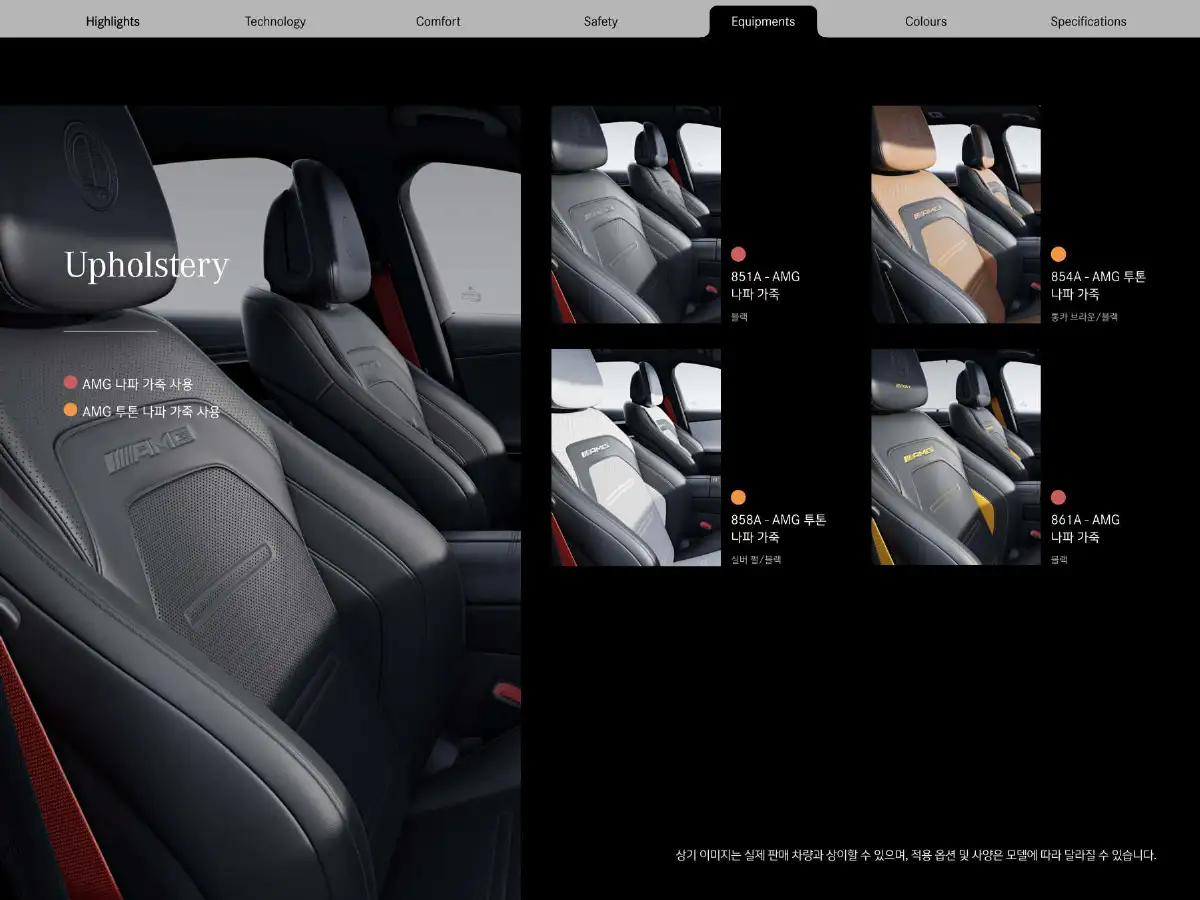 Highlights
Technology
Comfort
Safety
Equipments
Colours
Specifications
Upholstery
AMG 나파 가죽 사용
AMG 투톤 나파 가죽 사용
AMG
851A - AMG
나파 가죽
블랙
AMG
854A - AMG 투톤
나파 가죽
통카 브라운/블랙
AMG
858A - AMG 투톤
나파 가죽
실버 펄/블랙
AMG
861A - AMG
나파 가죽
블랙
상기 이미지는 실제 판매 차량과 상이할 수 있으며, 적용 옵션 및 사양은 모델에 따라 달라질 수 있습니다.